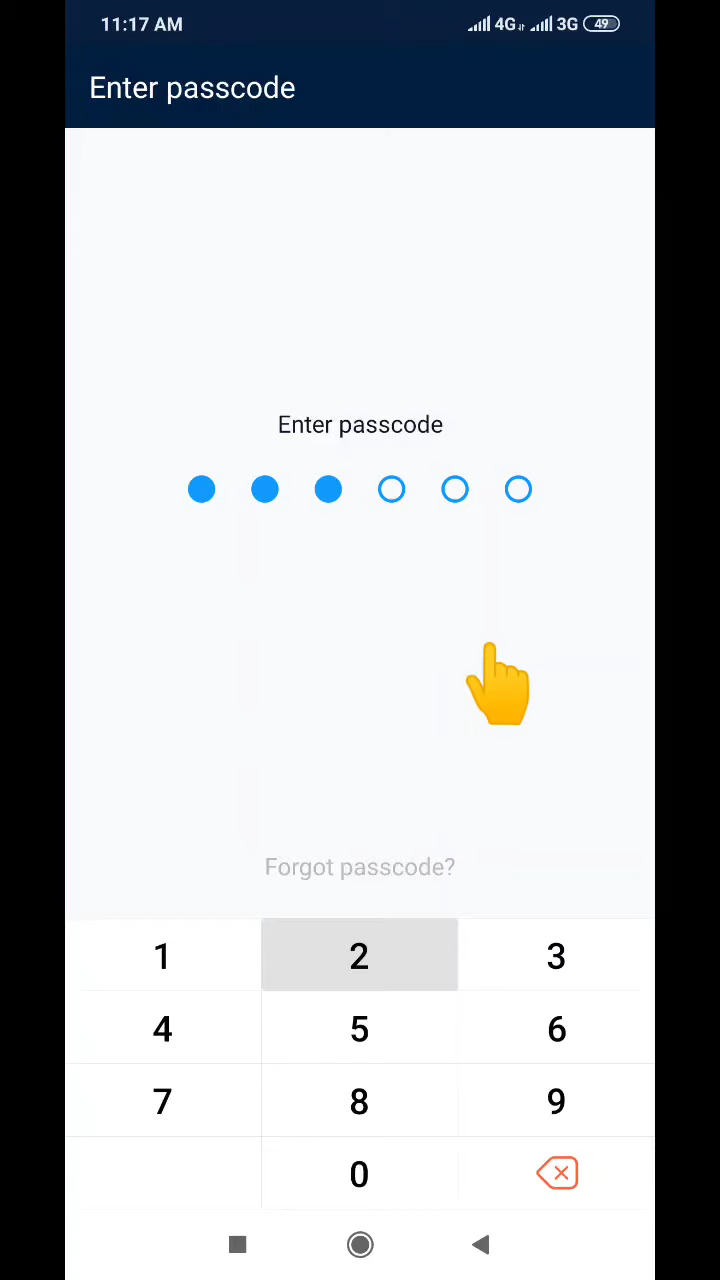 11:17 AM 4G 3G 49
Enter passcode
Enter passcode
Forgot passcode?
1 2 3
4 5 6
7 8 9
0